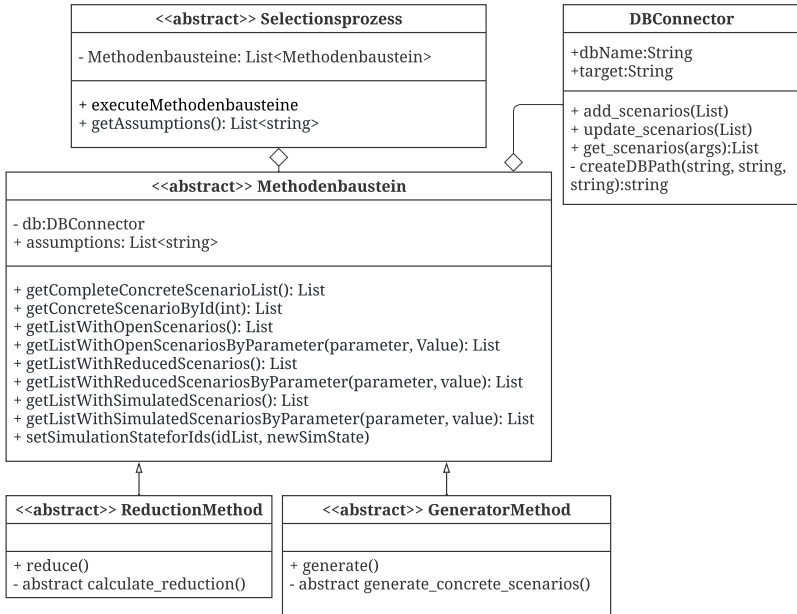 <<abstract>> Selectionsprozess
- Methodenbausteine: List<Methodenbaustein>
+ executeMethodenbausteine
+ getAssumptions(): List<string>
DBConnector
+dbName:String
+target:String
+ add_scenarios(List)
+ update_scenarios(List)
+ get_scenarios(args):List
- createDBPath(string, string,
string):string
<<abstract>> Methodenbaustein
- db:DBConnector
+ assumptions: List<string>
+ getCompleteConcreteScenarioList(): List
+ getConcreteScenarioById(int): List
+ getListWithOpenScenarios(): List
+ getListWithOpenScenariosByParameter(parameter, Value): List
+ getListWithReducedScenarios(): List
+ getListWithReducedScenariosByParameter(parameter, value): List
+ getListWithSimulatedScenarios(): List
+ getListWithSimulatedScenariosByParameter(parameter, value): List
+ setSimulationStateforIds(idList, newSimState)
<<abstract>> ReductionMethod
+ reduce()
- abstract calculate_reduction()
<<abstract>> GeneratorMethod
+ generate()
- abstract generate_concrete_scenarios()